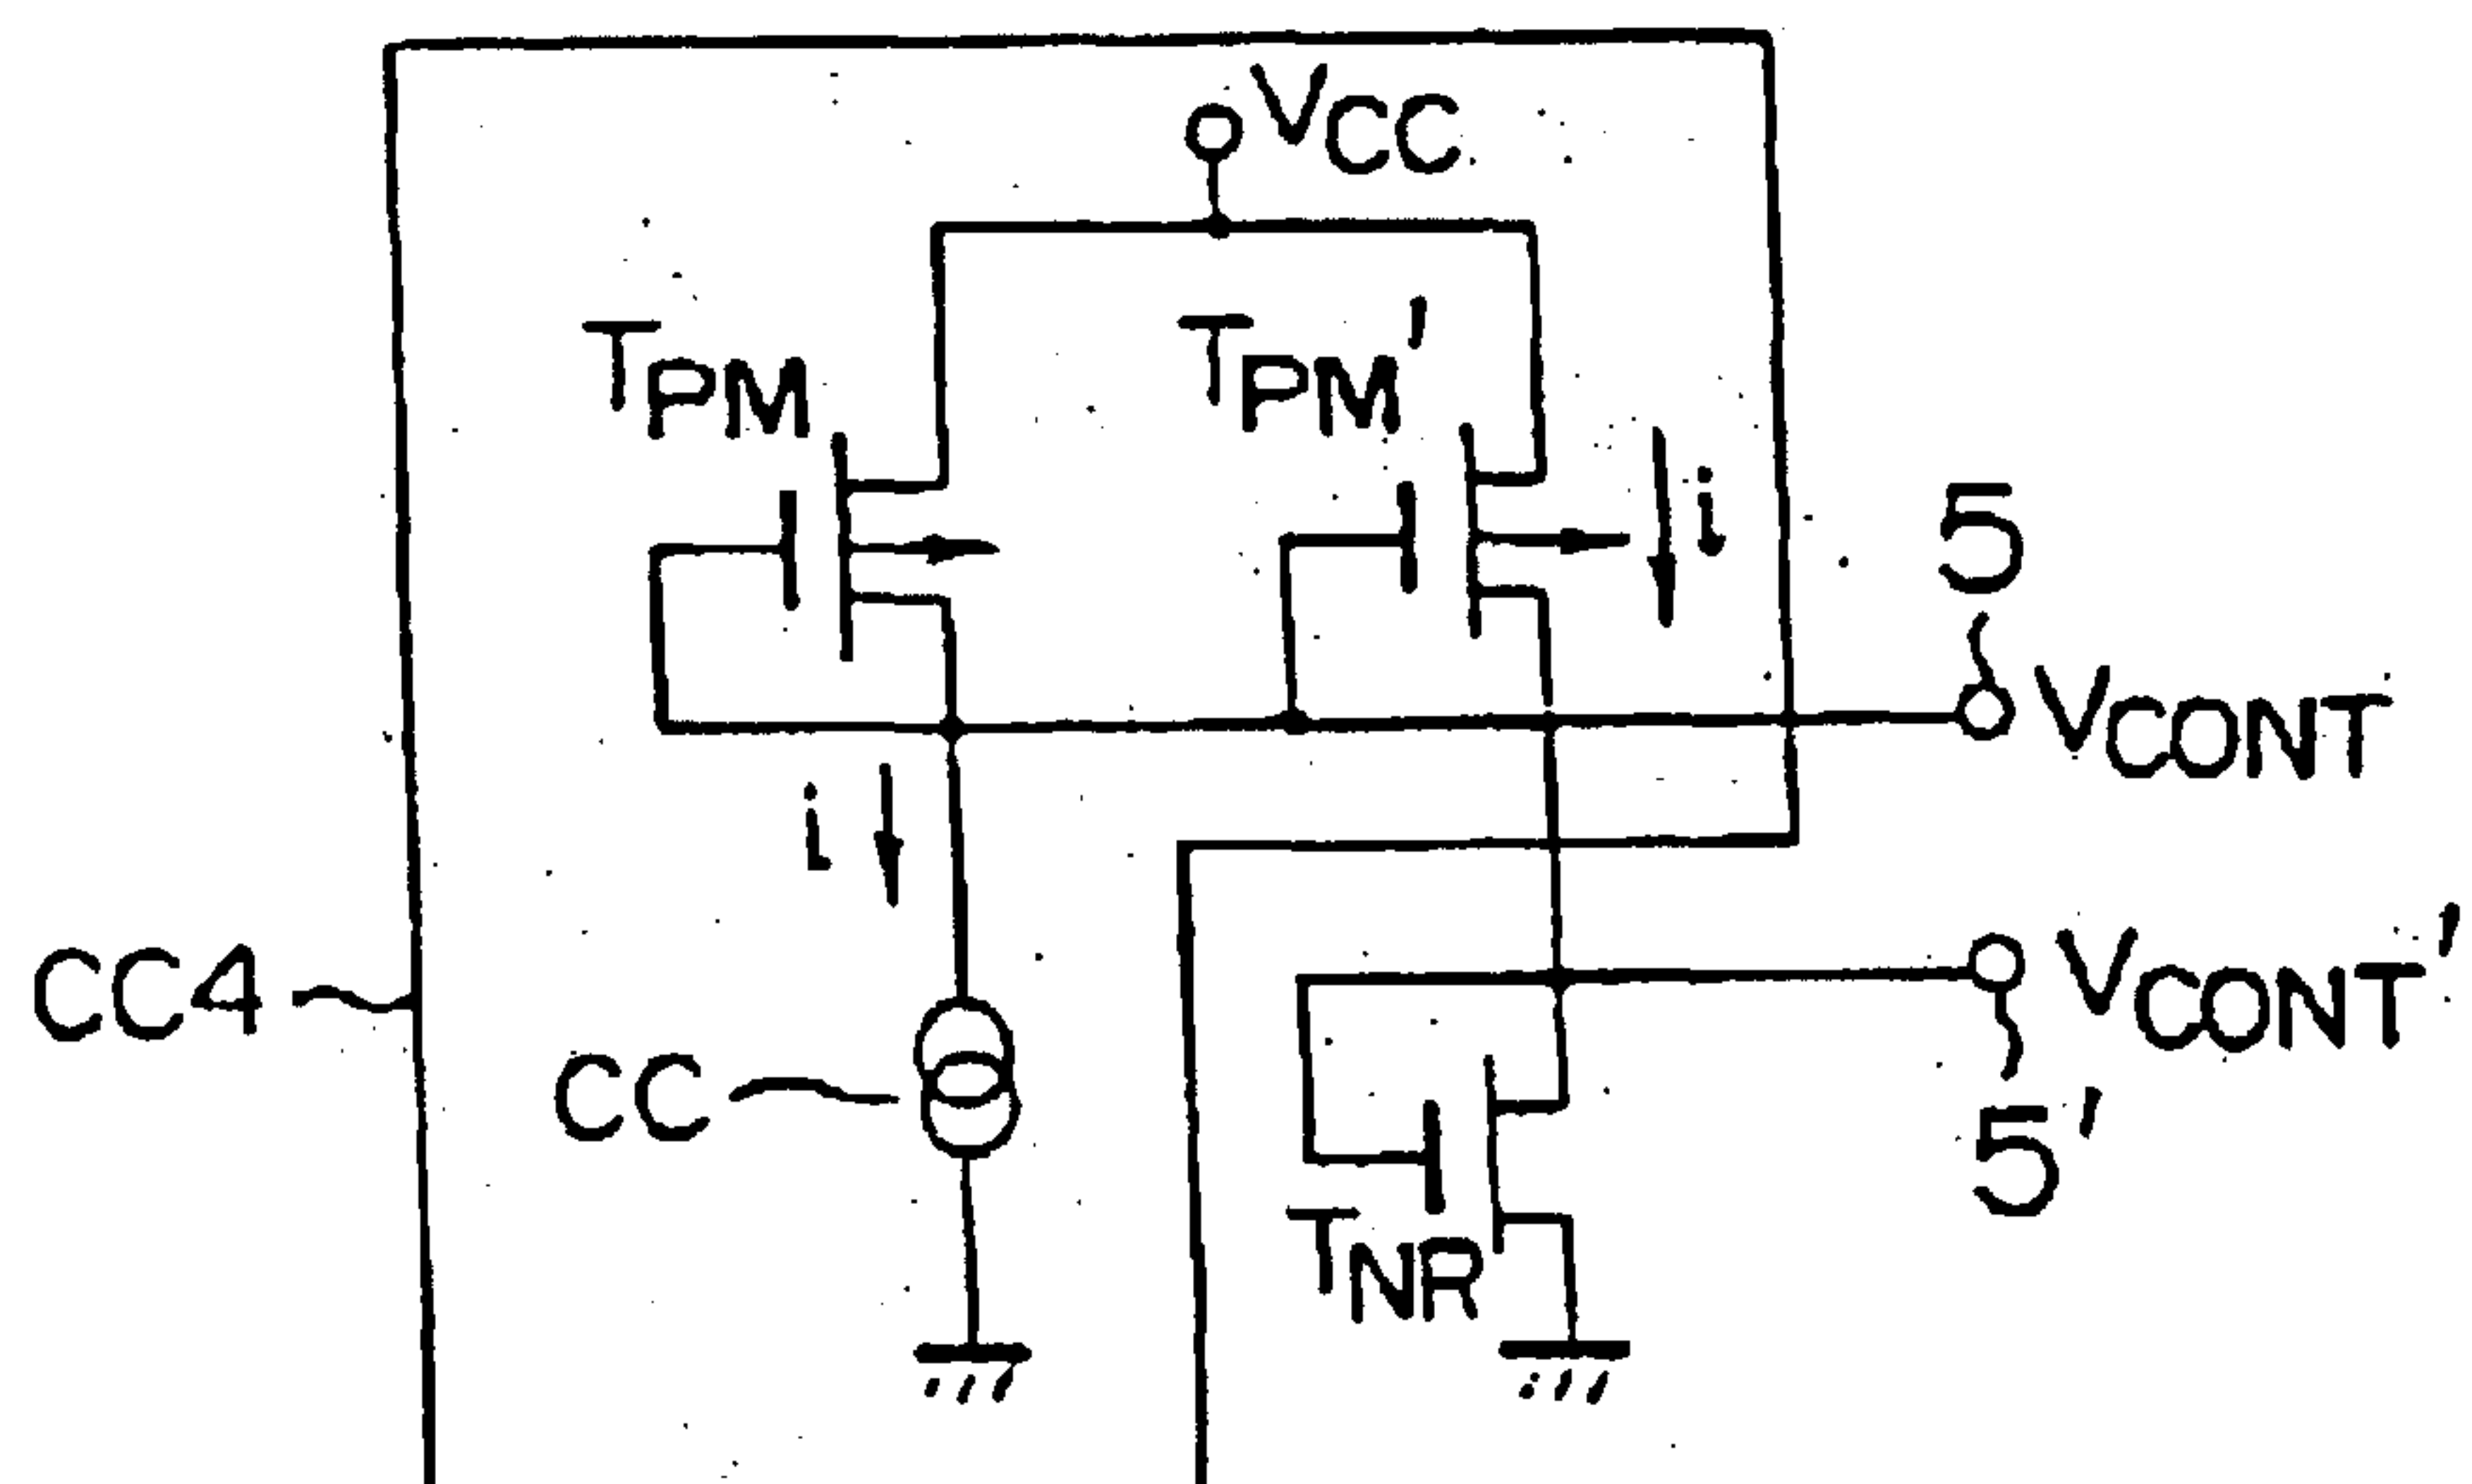 VCC
TPM
TPM'
i
5
VCONT
i
CC4
VCONT'
CC
5'
TNR